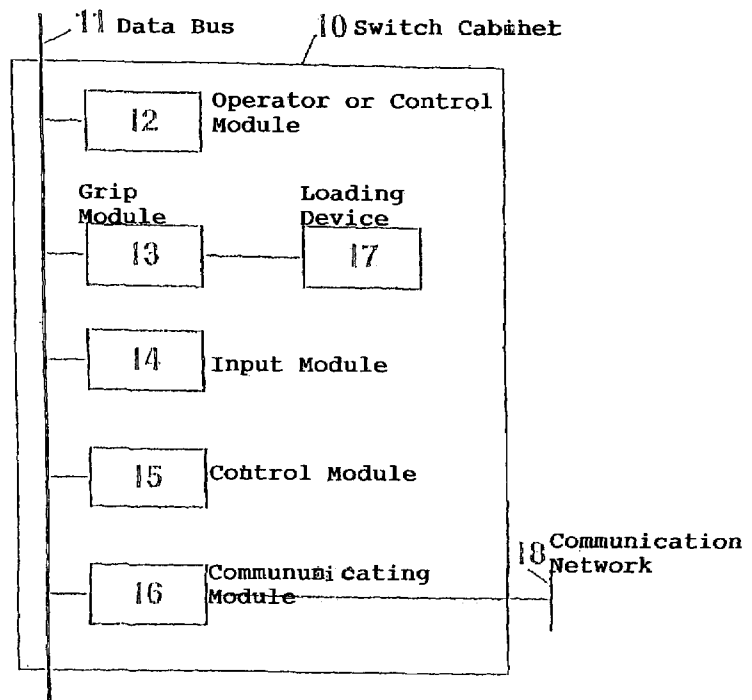 11 Data Bus
10 Switch Cabinet
12
Operator or Control
Module
Grip
Module
13
Loading
Device
17
14
Input Module
15
Control Module
16
Module
18
Communication
Network